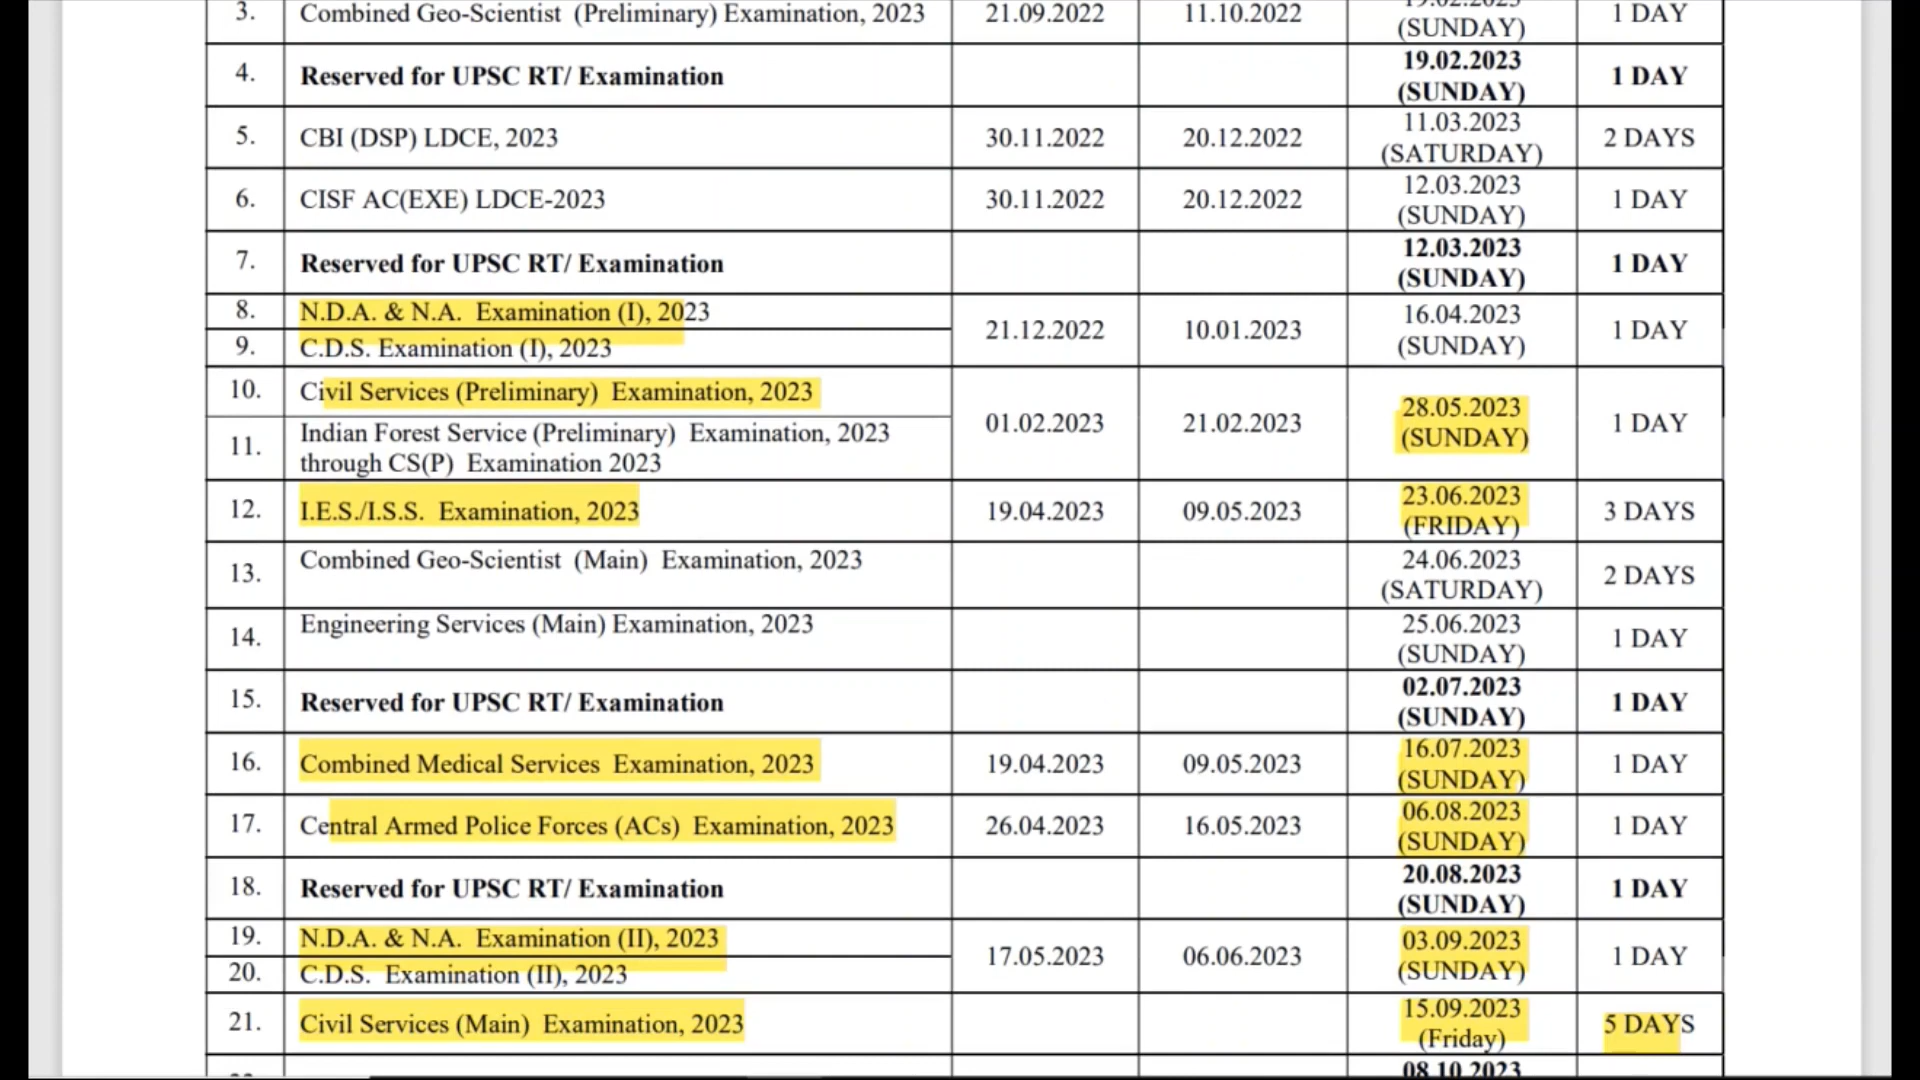 3. Combined Geo-Scientist (Preliminary) Examination, 2023 21.09.2022 11.10.2022 19.02.2023 (SUNDAY) 1 DAY
4. Reserved for UPSC RT/ Examination 19.02.2023 (SUNDAY) 1 DAY
5. CBI (DSP) LDCE, 2023 30.11.2022 20.12.2022 11.03.2023 (SATURDAY) 2 DAYS
6. CISF AC(EXE) LDCE-2023 30.11.2022 20.12.2022 12.03.2023 (SUNDAY) 1 DAY
7. Reserved for UPSC RT/ Examination 12.03.2023 (SUNDAY) 1 DAY
8. N.D.A. & N.A. Examination (I), 2023 21.12.2022 10.01.2023 16.04.2023 (SUNDAY) 1 DAY
9. C.D.S. Examination (I), 2023
10. Civil Services (Preliminary) Examination, 2023 01.02.2023 21.02.2023 28.05.2023 (SUNDAY) 1 DAY
11. Indian Forest Service (Preliminary) Examination, 2023
through CS(P) Examination 2023
12. I.E.S./I.S.S. Examination, 2023 19.04.2023 09.05.2023 23.06.2023 (FRIDAY) 3 DAYS
13. Combined Geo-Scientist (Main) Examination, 2023 24.06.2023 (SATURDAY) 2 DAYS
14. Engineering Services (Main) Examination, 2023 25.06.2023 (SUNDAY) 1 DAY
15. Reserved for UPSC RT/ Examination 02.07.2023 (SUNDAY) 1 DAY
16. Combined Medical Services Examination, 2023 19.04.2023 09.05.2023 16.07.2023 (SUNDAY) 1 DAY
17. Central Armed Police Forces (ACs) Examination, 2023 26.04.2023 16.05.2023 06.08.2023 (SUNDAY) 1 DAY
18. Reserved for UPSC RT/ Examination 20.08.2023 (SUNDAY) 1 DAY
19. N.D.A. & N.A. Examination (II), 2023 17.05.2023 06.06.2023 03.09.2023 (SUNDAY) 1 DAY
20. C.D.S. Examination (II), 2023
21. Civil Services (Main) Examination, 2023 15.09.2023 (Friday) 5 DAYS
08.10.2023